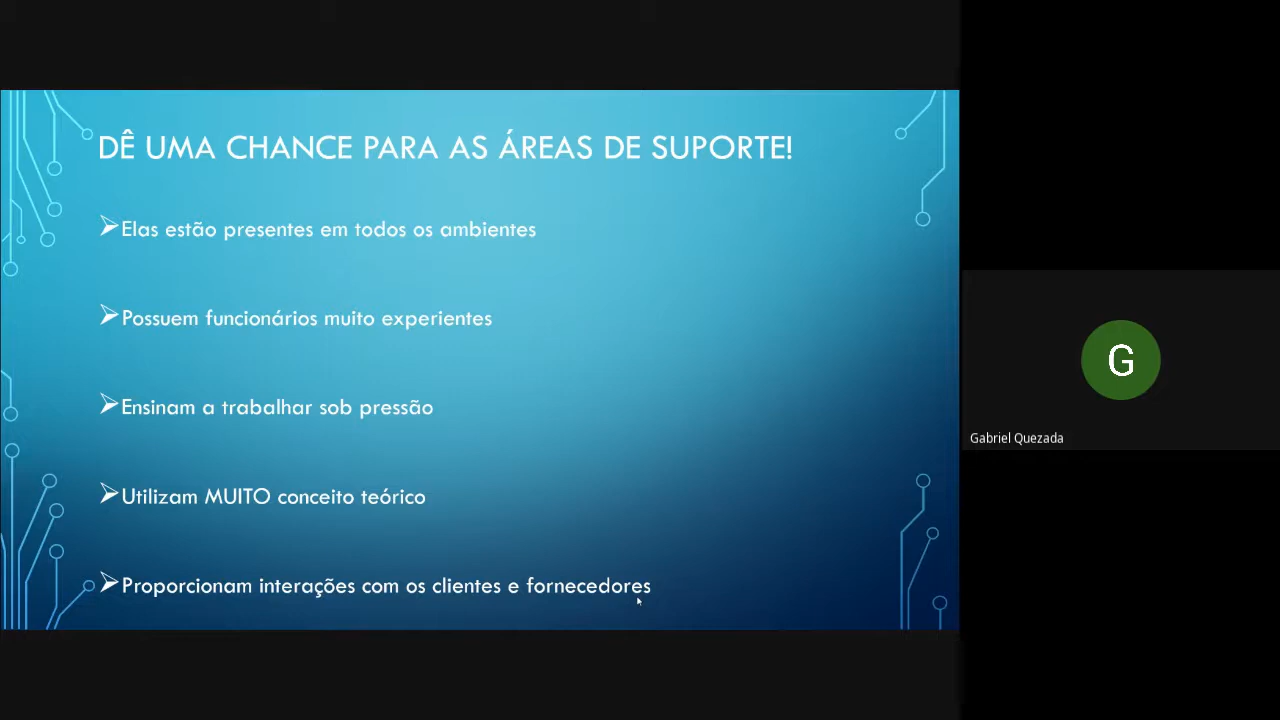 DÊ UMA CHANCE PARA AS ÁREAS DE SUPORTE!
Elas estão presentes em todos os ambientes
Possuem funcionários muito experientes
Ensinam a trabalhar sob pressão
Utilizam MUITO conceito teórico
Proporcionam interações com os clientes e fornecedores
G
Gabriel Quezada